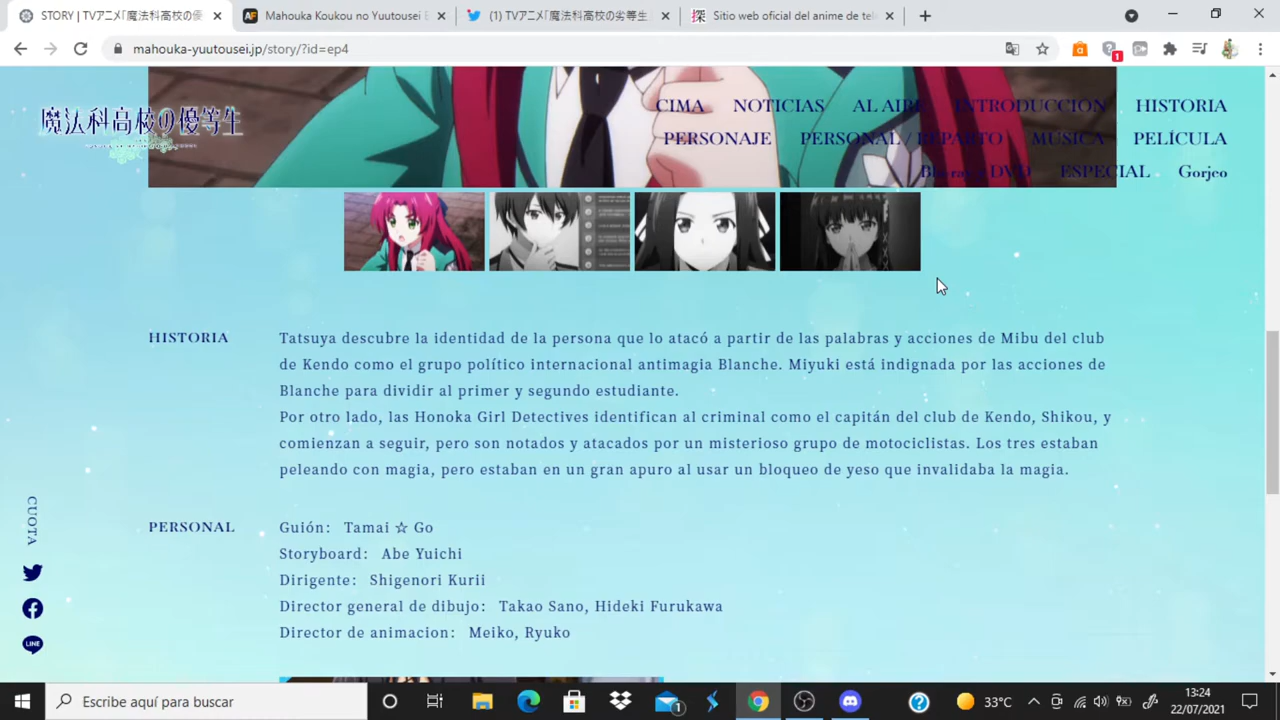 STORY | TVアニメ「魔法科高校の優
Mahouka Koukou no Yuutousei E
(1) TVアニメ「魔法科高校の劣等生
Sitio web oficial del anime de tele
mahouka-yuutousei.jp/story/?id=ep4
1
魔法科高校の優等生
CIMA NOTICIAS AL AIRE INTRODUCCIÓN HISTORIA
PERSONAJE PERSONAL / REPARTO MÚSICA PELÍCULA
Blu-ray / DVD ESPECIAL Gorjeo
HISTORIA
Tatsuya descubre la identidad de la persona que lo atacó a partir de las palabras y acciones de Mibu del club
de Kendo como el grupo político internacional antimagia Blanche. Miyuki está indignada por las acciones de
Blanche para dividir al primer y segundo estudiante.
Por otro lado, las Honoka Girl Detectives identifican al criminal como el capitán del club de Kendo, Shikou, y
comienzan a seguir, pero son notados y atacados por un misterioso grupo de motociclistas. Los tres estaban
peleando con magia, pero estaban en un gran apuro al usar un bloqueo de yeso que invalidaba la magia.
CUOTA
PERSONAL
Guión: Tamai ☆ Go
Storyboard: Abe Yuichi
Dirigente: Shigenori Kurii
Director general de dibujo: Takao Sano, Hideki Furukawa
Director de animacion: Meiko, Ryuko
LINE
Escribe aquí para buscar
1
33°C
13:24
22/07/2021